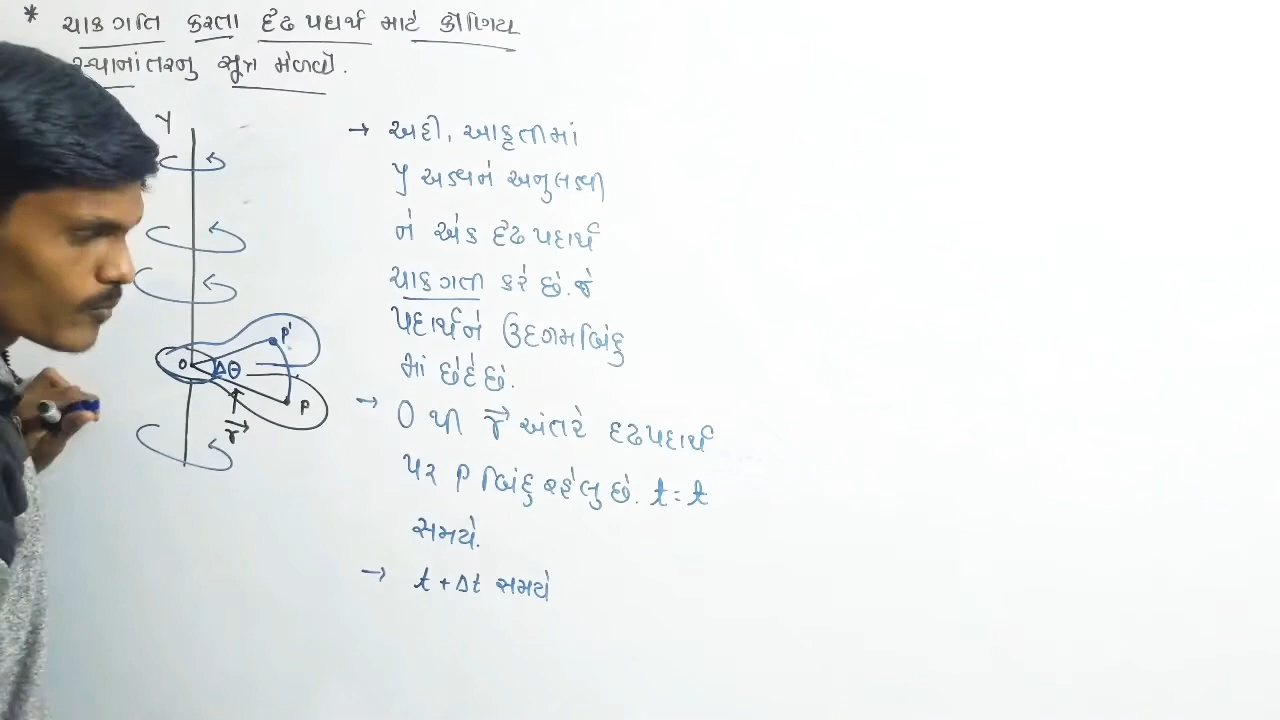 * ચાકગતિ કરતા દૃઢ પદાર્થ માટે કોણિય
સ્થાનાંતરનુ સૂત્ર મેળવો.
Y
→ અહી, આકૃતીમાં
y અક્ષને અનુલક્ષી
ને એક દૃઢ પદાર્થ
ચાકગતી કરે છે. જે
પદાર્થને ઉદગમબિંદુ
માં છેદે છે.
P'
O Δθ
P
r⃗
→ O થી r⃗ અંતરે દૃઢપદાર્થ
પર P બિંદુ રહેલુ છે. t = t
સમયે.
→ t + Δt સમયે